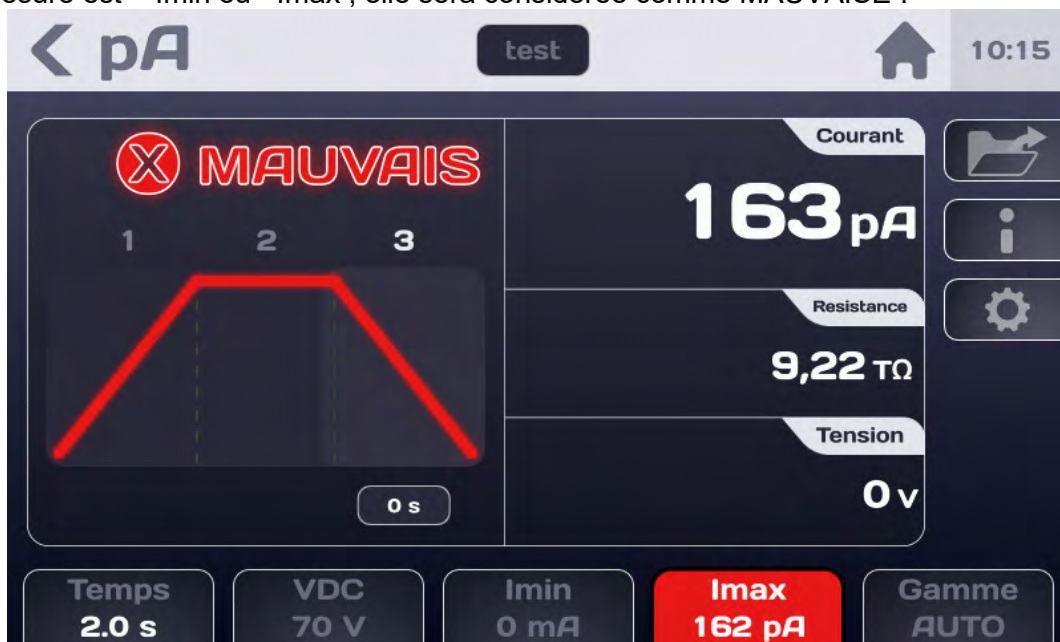 est Imin ou Imax , elle sera considérée comme MAUVAISE :
pA
test
10:15
MAUVAIS
Courant
163 pA
1 2 3
Resistance
9,22 TΩ
Tension
0 s
0 V
Temps
2.0 s
VDC
70 V
Imin
0 mA
Imax
162 pA
Gamme
AUTO